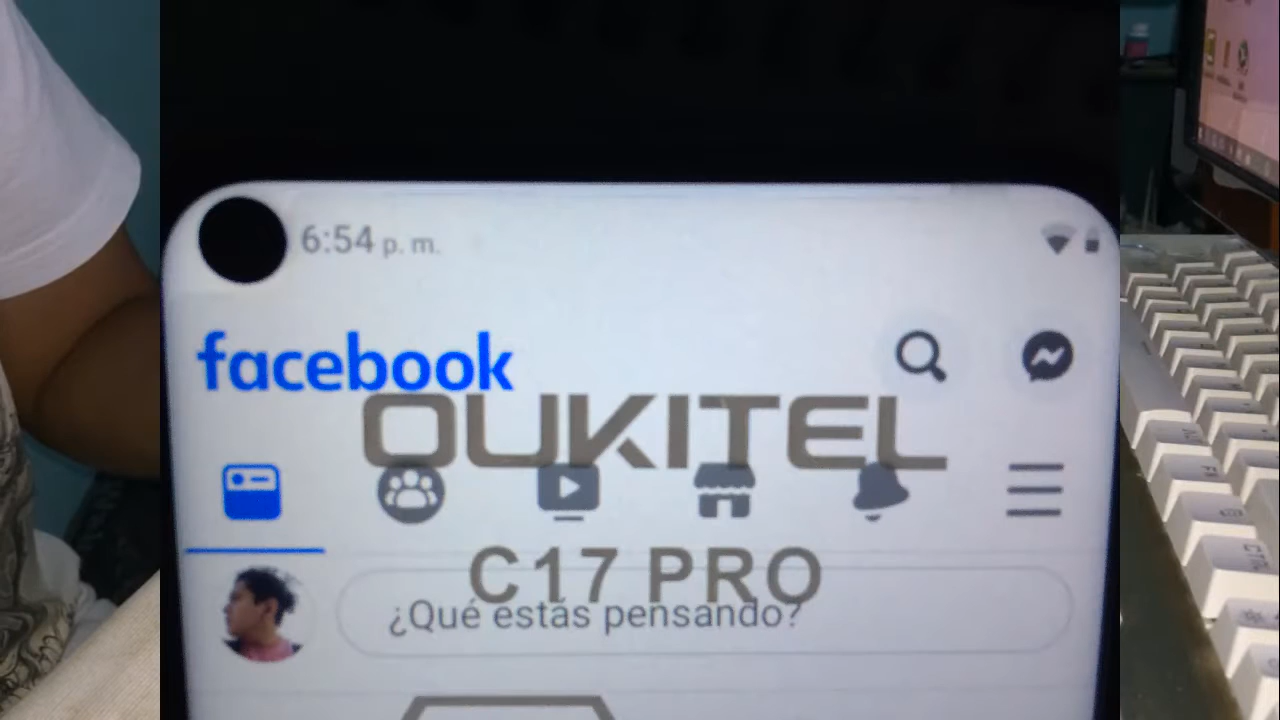 6:54 p. m.
facebook
OUKITEL
C17 PRO
¿Qué estás pensando?